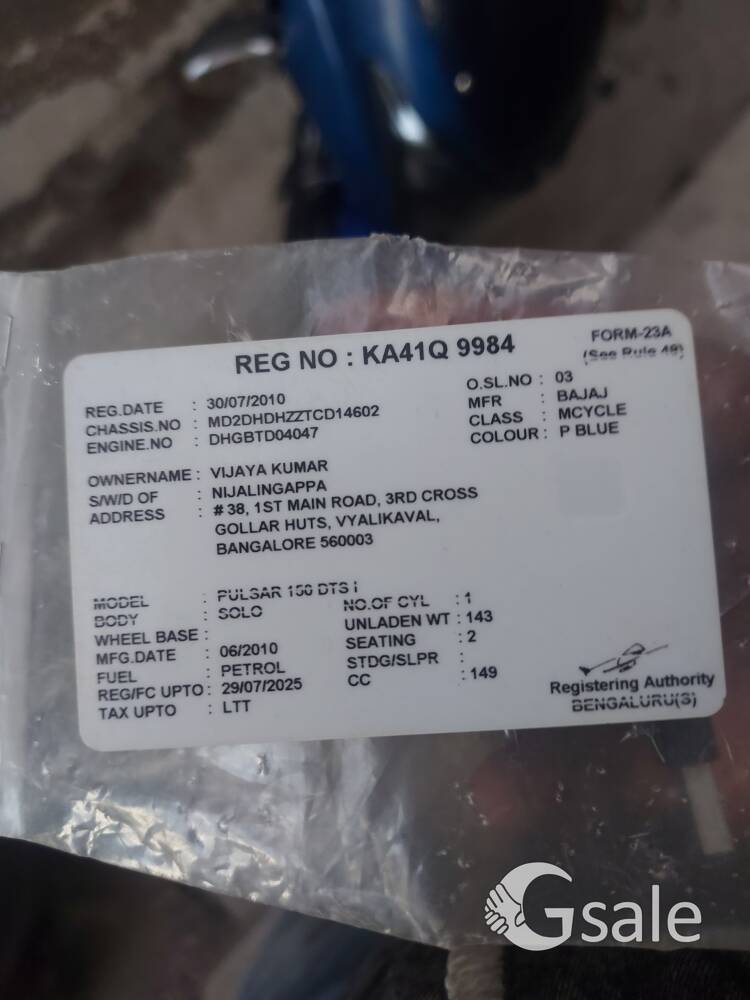 REG NO : KA41Q 9984
FORM-23A
(See Rule 48)
REG.DATE : 30/07/2010
CHASSIS.NO : MD2DHDHZZTCD14602
ENGINE.NO : DHGBTD04047
O.SL.NO : 03
MFR : BAJAJ
CLASS : MCYCLE
COLOUR : P BLUE
OWNERNAME : VIJAYA KUMAR
S/W/D OF : NIJALINGAPPA
ADDRESS : # 38, 1ST MAIN ROAD, 3RD CROSS
GOLLAR HUTS, VYALIKAVAL,
BANGALORE 560003
MODEL : PULSAR 150 DTS i
BODY : SOLO
WHEEL BASE :
MFG.DATE : 06/2010
FUEL : PETROL
REG/FC UPTO : 29/07/2025
TAX UPTO : LTT
NO.OF CYL : 1
UNLADEN WT : 143
SEATING : 2
STDG/SLPR :
CC : 149
Registering Authority
BENGALURU(S)
Gsale